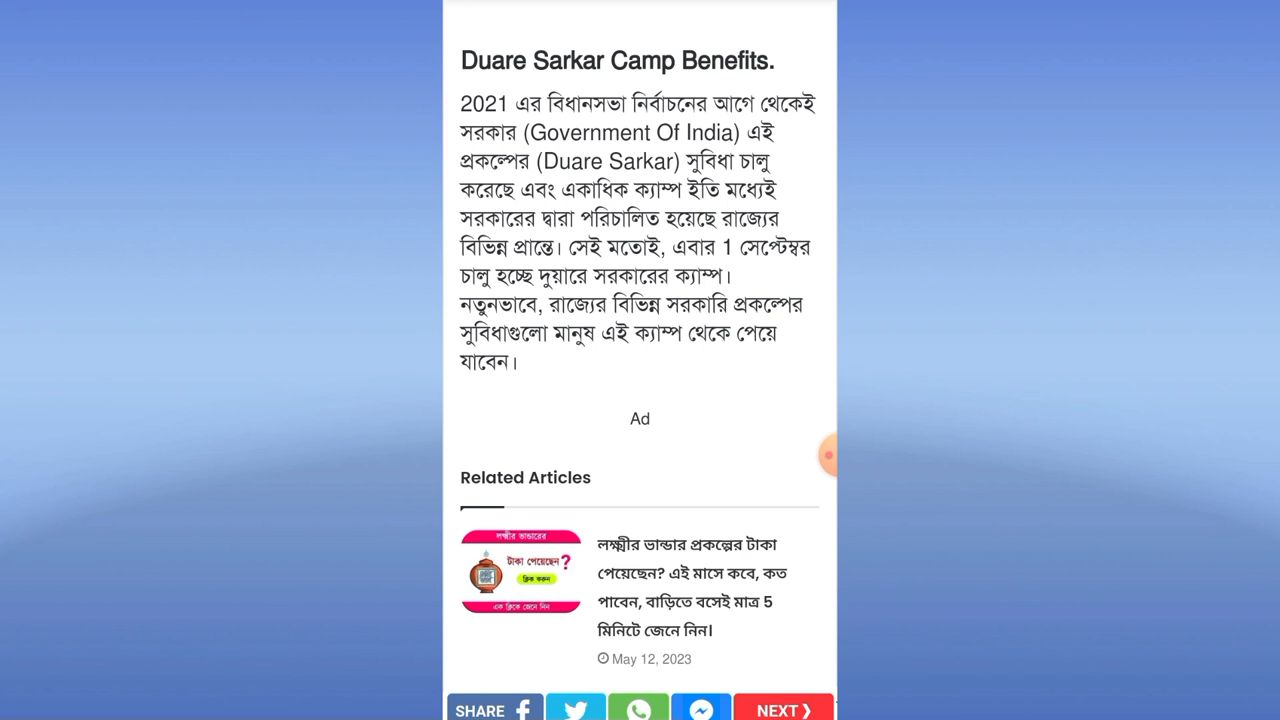 Duare Sarkar Camp Benefits.
2021 এর বিধানসভা নির্বাচনের আগে থেকেই
সরকার (Government Of India) এই
প্রকল্পের (Duare Sarkar) সুবিধা চালু
করেছে এবং একাধিক ক্যাম্প ইতি মধ্যেই
সরকারের দ্বারা পরিচালিত হয়েছে রাজ্যের
বিভিন্ন প্রান্তে। সেই মতোই, এবার 1 সেপ্টেম্বর
চালু হচ্ছে দুয়ারে সরকারের ক্যাম্প।
নতুনভাবে, রাজ্যের বিভিন্ন সরকারি প্রকল্পের
সুবিধাগুলো মানুষ এই ক্যাম্প থেকে পেয়ে
যাবেন।
Ad
Related Articles
লক্ষ্মীর ভান্ডারের
টাকা পেয়েছেন?
ক্লিক করুন
এক ক্লিকে জেনে নিন
লক্ষ্মীর ভান্ডার প্রকল্পের টাকা
পেয়েছেন? এই মাসে কবে, কত
পাবেন, বাড়িতে বসেই মাত্র 5
মিনিটে জেনে নিন।
May 12, 2023
SHARE NEXT ❯